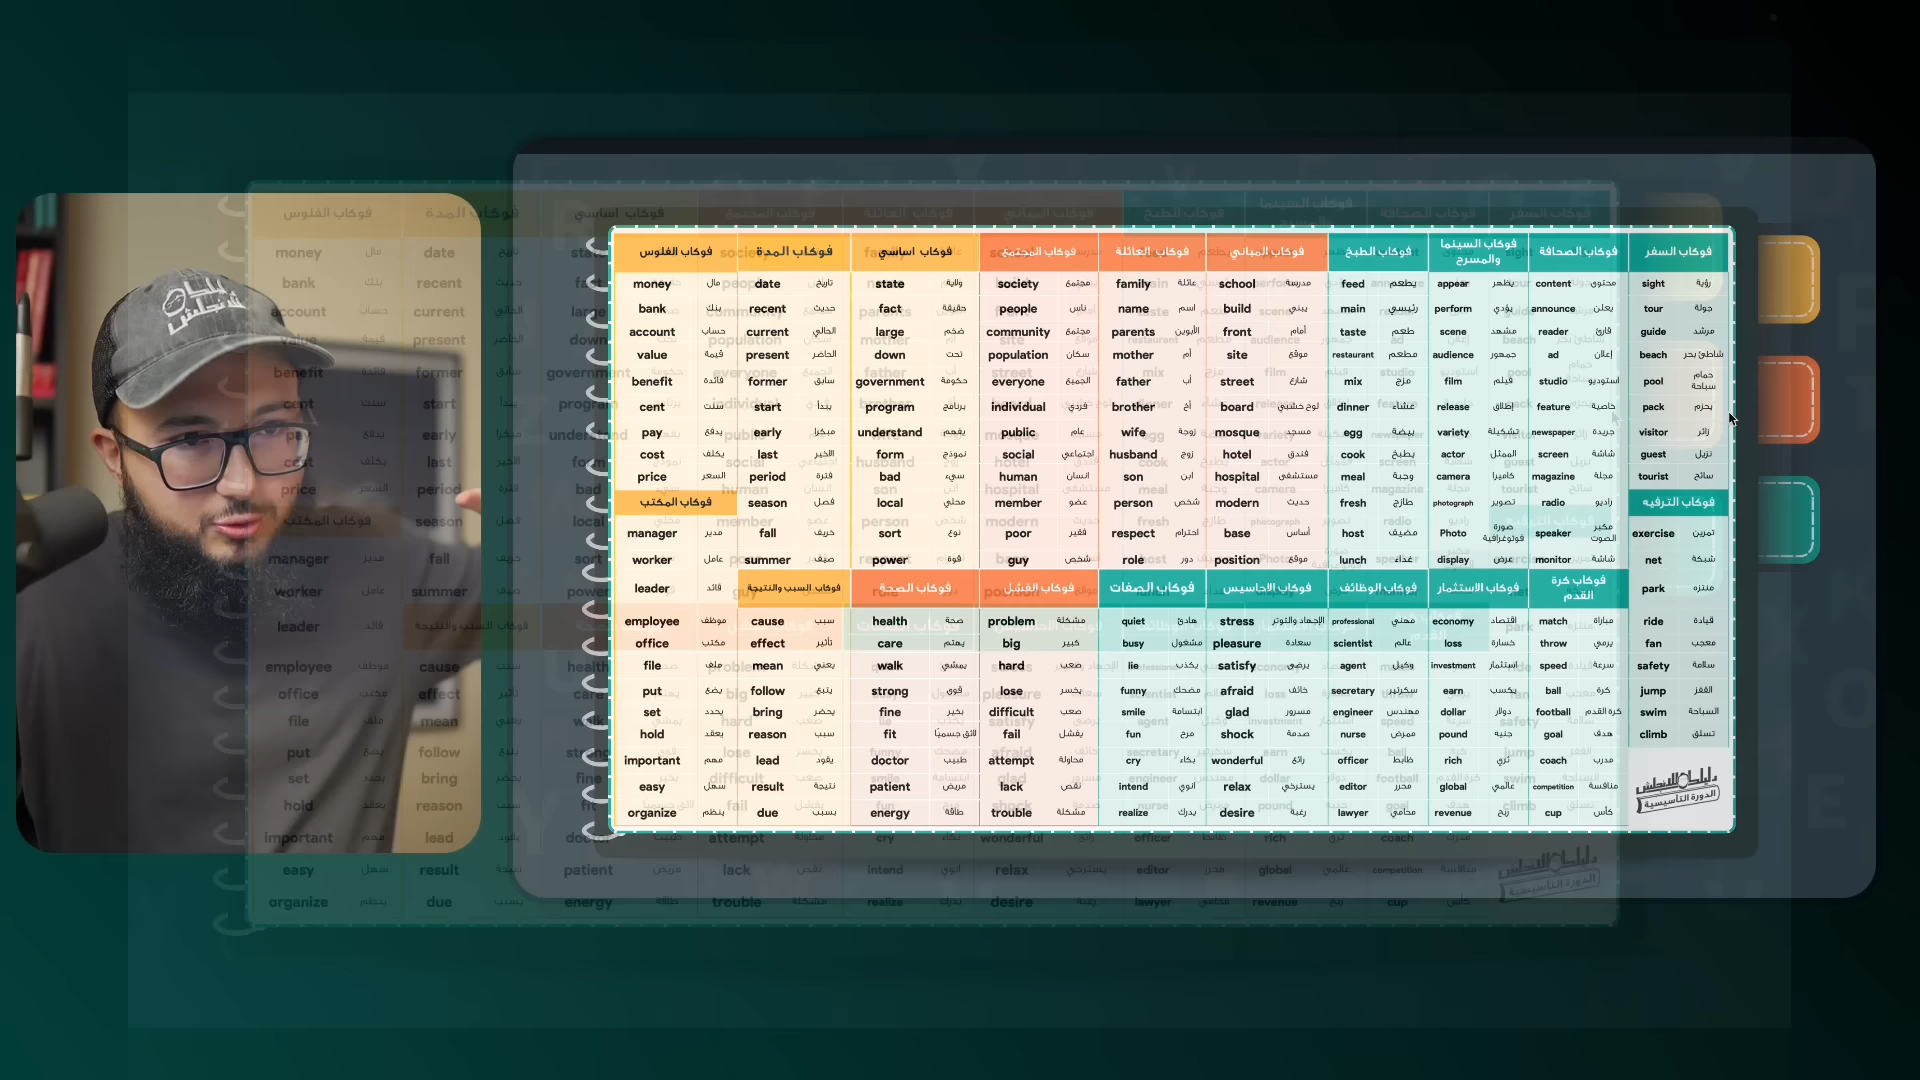 فوكاب الفلوس
money مال
bank بنك
account حساب
value قيمة
benefit فائدة
cent سنت
pay يدفع
cost يكلف
price السعر
فوكاب المكتب
manager مدير
worker عامل
leader قائد
employee موظف
office مكتب
file ملف
put يضع
set يحدد
hold يعقد
important مهم
easy سهل
organize ينظم
فوكاب المدة
date تاريخ
recent حديث
current الحالي
present الحاضر
former سابق
start يبدأ
early مبكرا
last الاخير
period فترة
season فصل
fall خريف
summer صيف
فوكاب السبب والنتيجة
cause سبب
effect تأثير
mean يعني
follow يتبع
bring يحضر
reason سبب
lead يقود
result نتيجة
due بسبب
فوكاب اساسي
state ولاية
fact حقيقة
large ضخم
down تحت
government حكومة
program برنامج
understand يفهم
form نموذج
bad سيء
local محلي
sort نوع
power قوة
فوكاب الصحة
health صحة
care يهتم
walk يمشي
strong قوي
fine بخير
fit لائق جسميًا
doctor طبيب
patient مريض
energy طاقة
فوكاب المجتمع
society مجتمع
people ناس
community مجتمع
population سكان
everyone الجميع
individual فردي
public عام
social اجتماعي
human انسان
member عضو
poor فقير
guy شخص
فوكاب الفشل
problem مشكلة
big كبير
hard صعب
lose يخسر
difficult صعب
fail يفشل
attempt محاولة
lack نقص
trouble مشكلة
فوكاب العائلة
family عائلة
name اسم
parents الأبوين
mother أم
father أب
brother أخ
wife زوجة
husband زوج
son ابن
person شخص
respect احترام
role دور
فوكاب الصفات
quiet هادئ
busy مشغول
lie يكذب
funny مضحك
smile ابتسامة
fun مرح
cry بكاء
intend انوي
realize يدرك
فوكاب المباني
school مدرسة
build يبني
front أمام
site موقع
street شارع
board لوح خشبي
mosque مسجد
hotel فندق
hospital مستشفى
modern حديث
base أساس
position موقع
فوكاب الاحاسيس
stress الإجهاد والتوتر
pleasure سعادة
satisfy يرضي
afraid خائف
glad مسرور
shock صدمة
wonderful رائع
relax يسترخي
desire رغبة
فوكاب الطبخ
feed يطعم
main رئيسي
taste طعم
restaurant مطعم
mix مزج
dinner عشاء
egg بيضة
cook يطبخ
meal وجبة
fresh طازج
host مضيف
lunch غداء
فوكاب الوظائف
professional مهني
scientist عالم
agent وكيل
secretary سكرتير
engineer مهندس
nurse ممرض
officer ظابط
editor محرر
lawyer محامي
فوكاب السينما والمسرح
appear يظهر
perform يؤدي
scene مشهد
audience جمهور
film فيلم
release إطلاق
variety تشكيلة
actor الممثل
camera كاميرا
photograph تصوير
Photo صورة فوتوغرافية
display عرض
فوكاب الاستثمار
economy اقتصاد
loss خسارة
investment استثمار
earn يكسب
dollar دولار
pound جنيه
rich ثري
global عالمي
revenue ربح
فوكاب الصحافة
content محتوى
announce يعلن
reader قارئ
ad إعلان
studio استوديو
feature خاصية
newspaper جريدة
screen شاشة
magazine مجلة
radio راديو
speaker مكبر الصوت
monitor شاشة
فوكاب كرة القدم
match مباراة
throw يرمي
speed سرعة
ball كرة
football كرة القدم
goal هدف
coach مدرب
competition منافسة
cup كأس
فوكاب السفر
sight رؤية
tour جولة
guide مرشد
beach شاطئ بحر
pool حمام سباحة
pack يحزم
visitor زائر
guest نزيل
tourist سائح
فوكاب الترفيه
exercise تمرين
net شبكة
park منتزه
ride قيادة
fan معجب
safety سلامة
jump القفز
swim السباحة
climb تسلق
الدورة التأسيسية